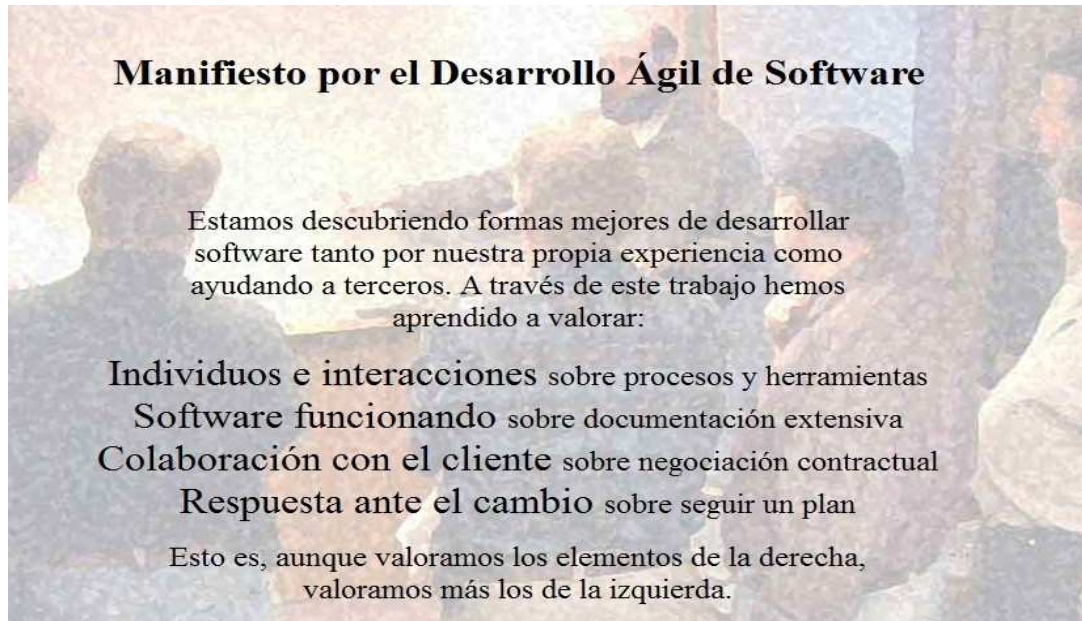 Manifiesto por el Desarrollo Ágil de Software
Estamos descubriendo formas mejores de desarrollar
software tanto por nuestra propia experiencia como
ayudando a terceros. A través de este trabajo hemos
aprendido a valorar:
Individuos e interacciones sobre procesos y herramientas
Software funcionando sobre documentación extensiva
Colaboración con el cliente sobre negociación contractual
Respuesta ante el cambio sobre seguir un plan
Esto es, aunque valoramos los elementos de la derecha,
valoramos más los de la izquierda.